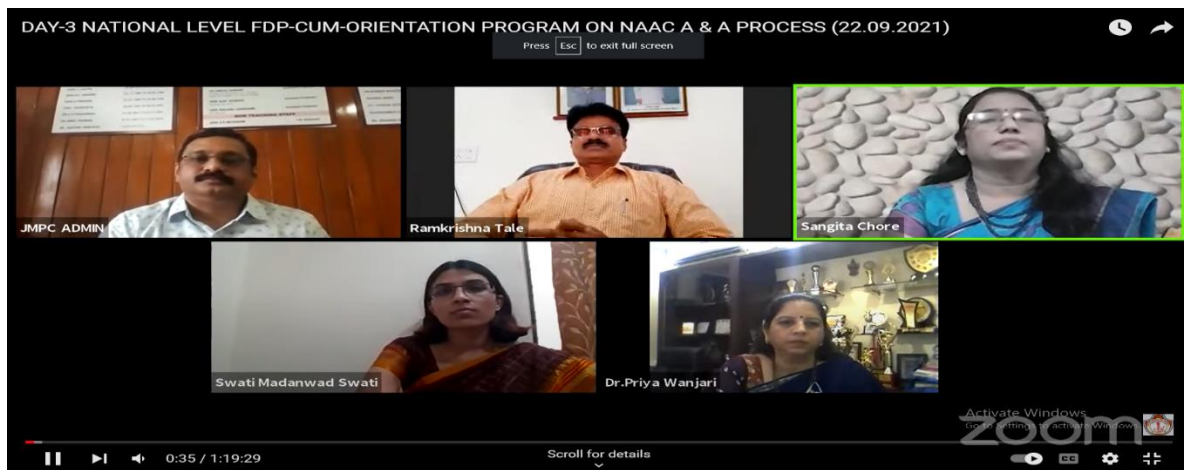 DAY-3 NATIONAL LEVEL FDP-CUM-ORIENTATION PROGRAM ON NAAC A & A PROCESS (22.09.2021)
Press Esc to exit full screen
JMPC ADMIN
Ramkrishna Tale
Sangita Chore
Swati Madanwad Swati
Dr.Priya Wanjari
Activate Windows
Go to Settings to activate Windows.
zoom
0:35 / 1:19:29
Scroll for details
CC